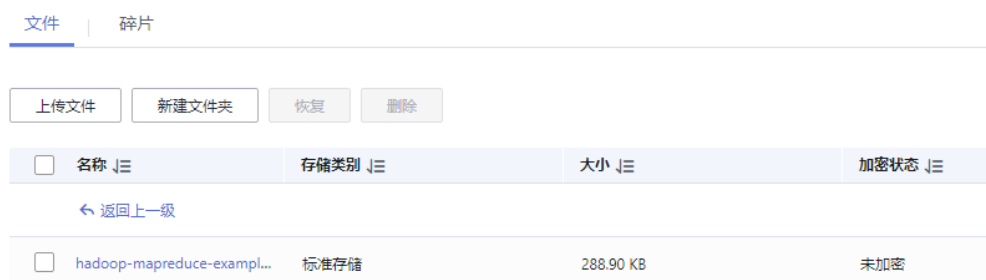 文件 碎片
上传文件 新建文件夹 恢复 删除
名称 存储类别 大小 加密状态
返回上一级
hadoop-mapreduce-exampl... 标准存储 288.90 KB 未加密